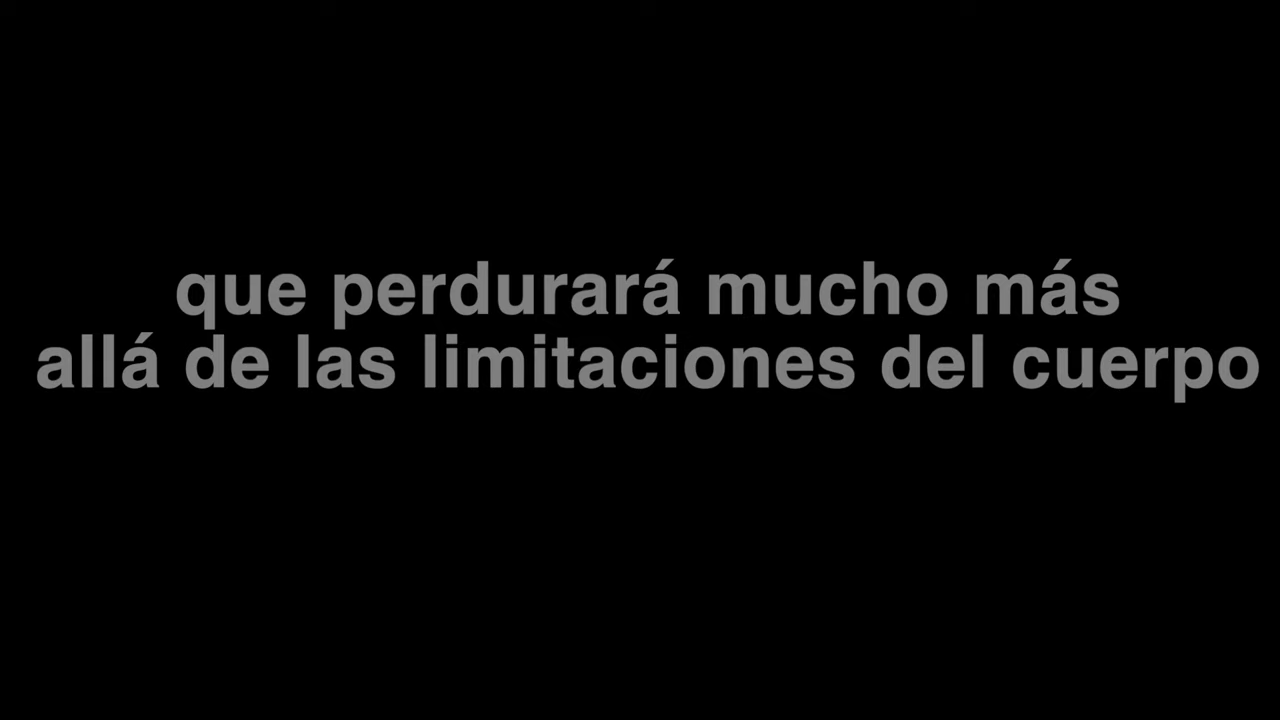 que perdurará mucho más
allá de las limitaciones del cuerpo